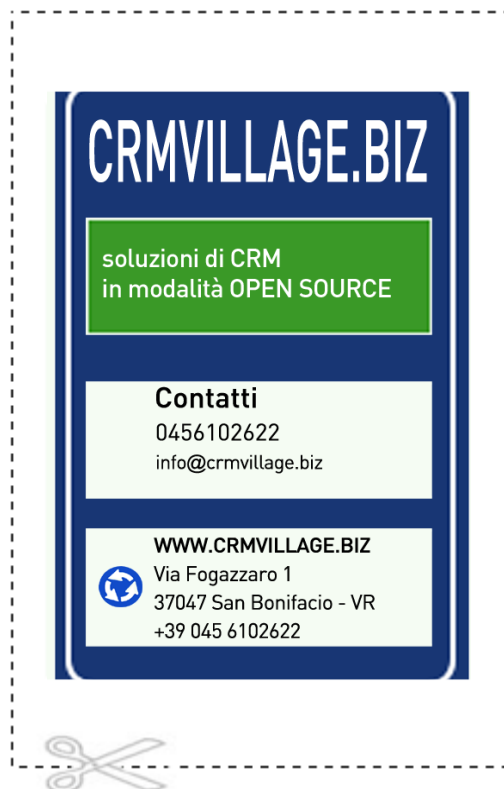 CRMVILLAGE.BIZ
soluzioni di CRM
in modalità OPEN SOURCE
Contatti
0456102622
info@crmvillage.biz
WWW.CRMVILLAGE.BIZ
Via Fogazzaro 1
37047 San Bonifacio - VR
+39 045 6102622